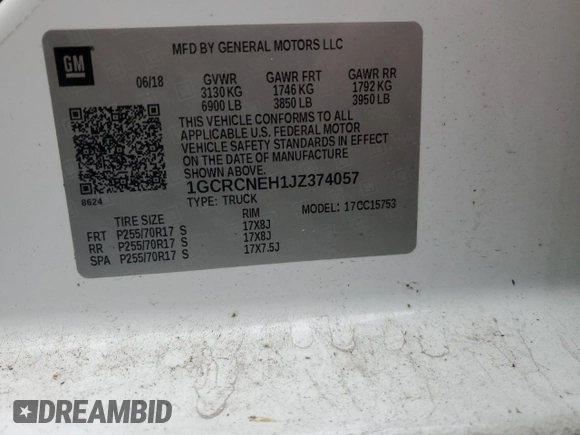 GM
MFD BY GENERAL MOTORS LLC
06/18 GVWR GAWR FRT GAWR RR
3130 KG 1746 KG 1792 KG
6900 LB 3850 LB 3950 LB
THIS VEHICLE CONFORMS TO ALL
APPLICABLE U.S. FEDERAL MOTOR
VEHICLE SAFETY STANDARDS IN EFFECT
ON THE DATE OF MANUFACTURE
SHOWN ABOVE.
1GCRCNEH1JZ374057
8624 TYPE: TRUCK MODEL: 17CC15753
TIRE SIZE RIM
FRT P255/70R17 S 17X8J
RR P255/70R17 S 17X8J
SPA P255/70R17 S 17X7.5J
DREAMBID